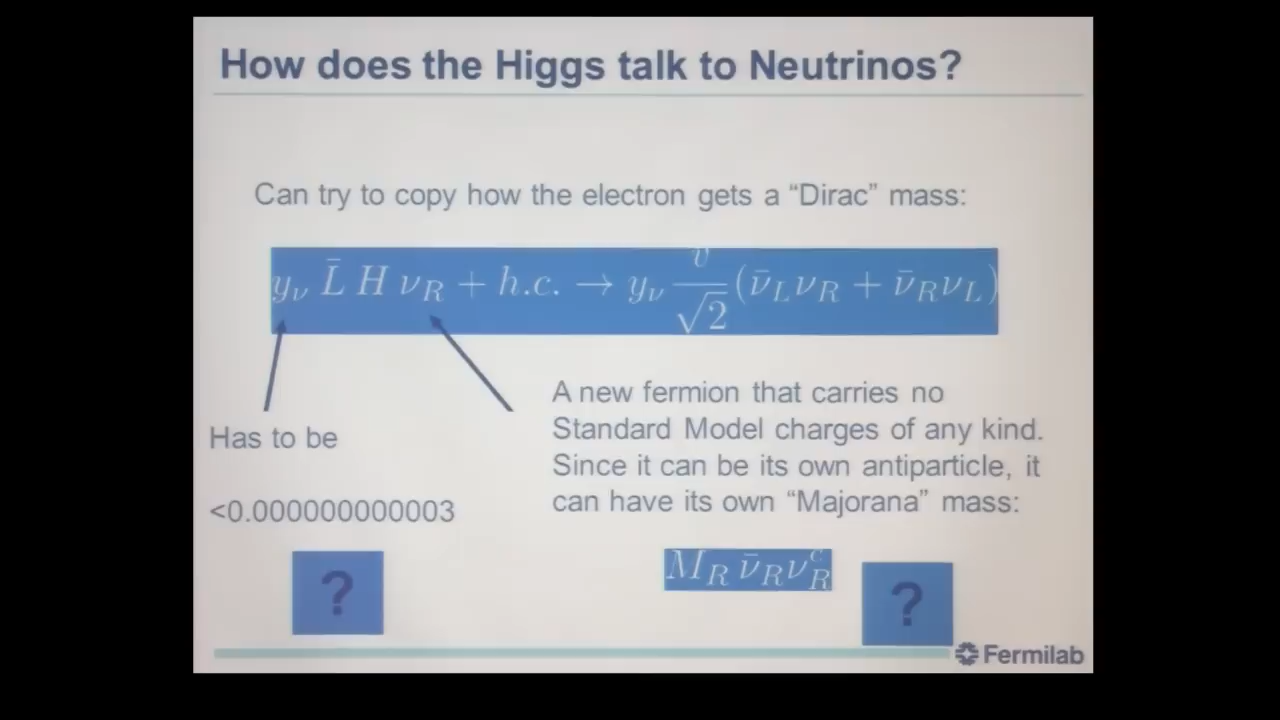 How does the Higgs talk to Neutrinos?
Can try to copy how the electron gets a “Dirac” mass:
y_ν L̄ H ν_R + h.c. → y_ν v/√2 (ν̄_L ν_R + ν̄_R ν_L)
Has to be
<0.000000000003
?
A new fermion that carries no
Standard Model charges of any kind.
Since it can be its own antiparticle, it
can have its own “Majorana” mass:
M_R ν̄_R ν_R^c
?
Fermilab